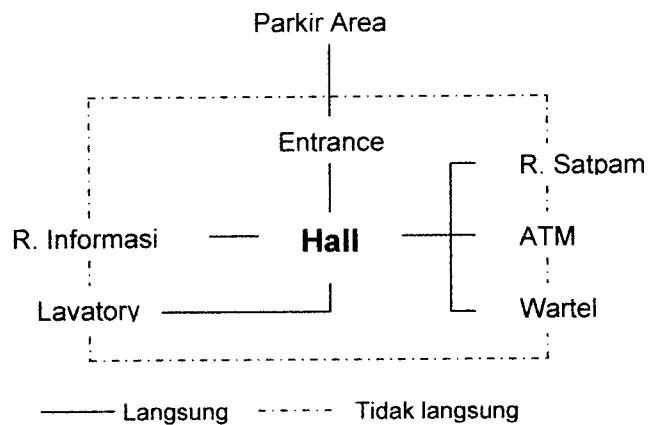 Parkir Area
Entrance
R. Satpam
R. Informasi
Hall
ATM
Lavatory
Wartel
Langsung
Tidak langsung